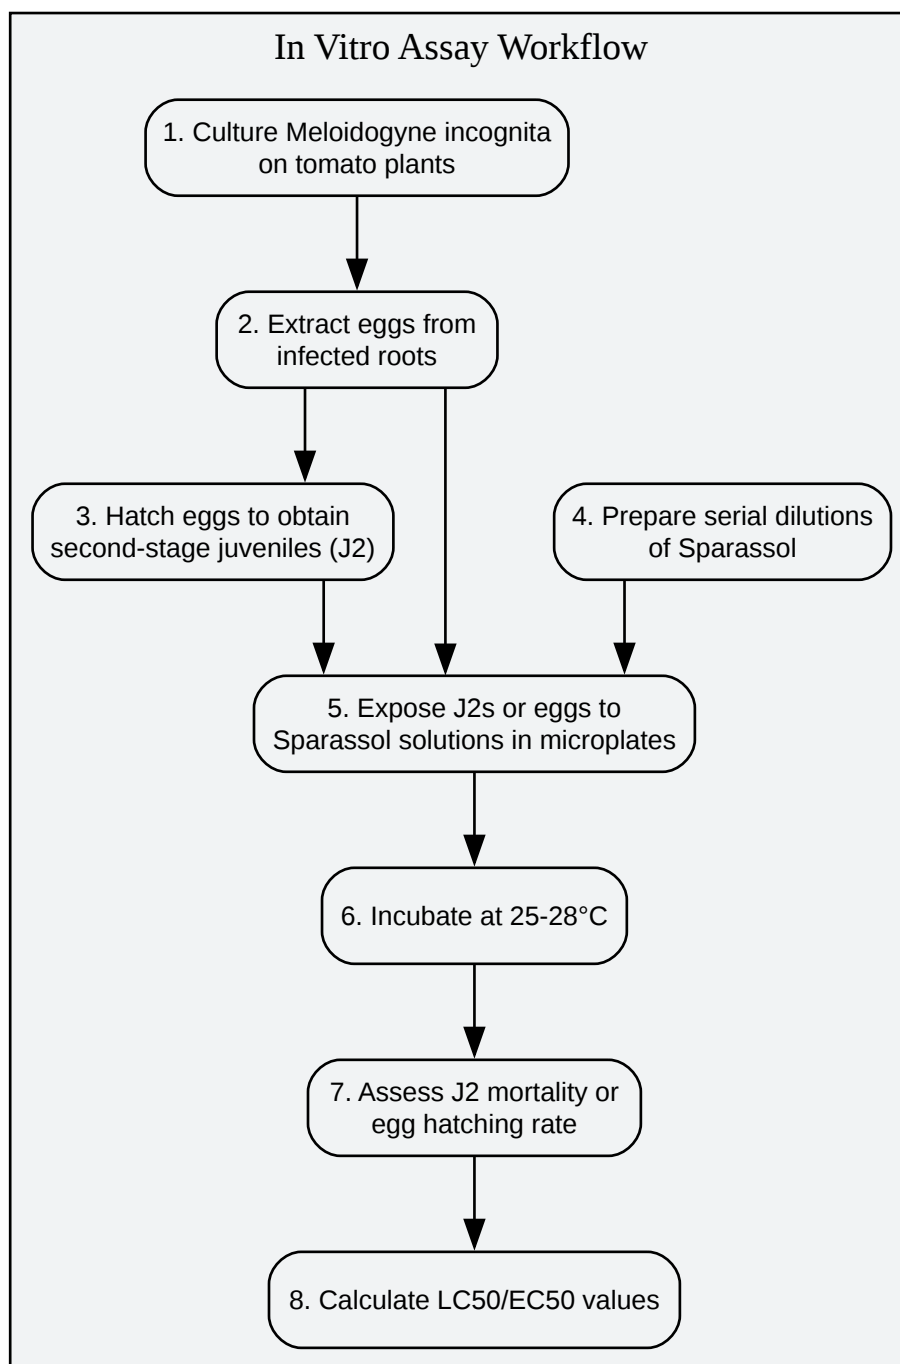 In Vitro Assay Workflow
1. Culture Meloidogyne incognita
on tomato plants
2. Extract eggs from
infected roots
3. Hatch eggs to obtain
second-stage juveniles (J2)
4. Prepare serial dilutions
of Sparassol
5. Expose J2s or eggs to
Sparassol solutions in microplates
6. Incubate at 25-28°C
7. Assess J2 mortality or
egg hatching rate
8. Calculate LC50/EC50 values